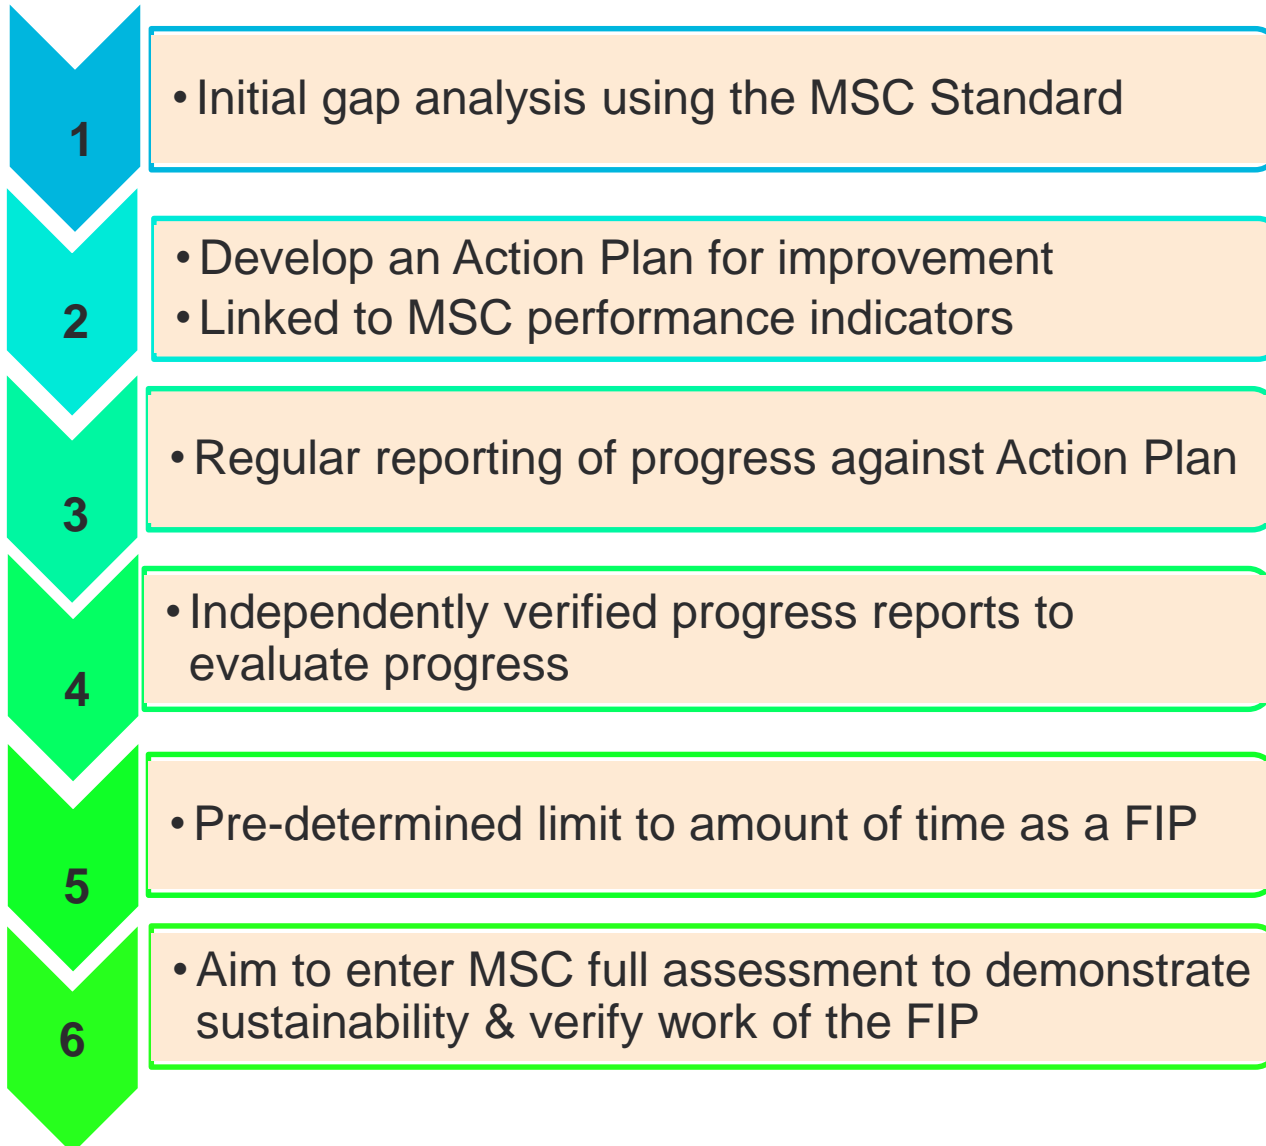 1
• Initial gap analysis using the MSC Standard
2
• Develop an Action Plan for improvement
• Linked to MSC performance indicators
3
• Regular reporting of progress against Action Plan
4
• Independently verified progress reports to
evaluate progress
5
• Pre-determined limit to amount of time as a FIP
6
• Aim to enter MSC full assessment to demonstrate
sustainability & verify work of the FIP